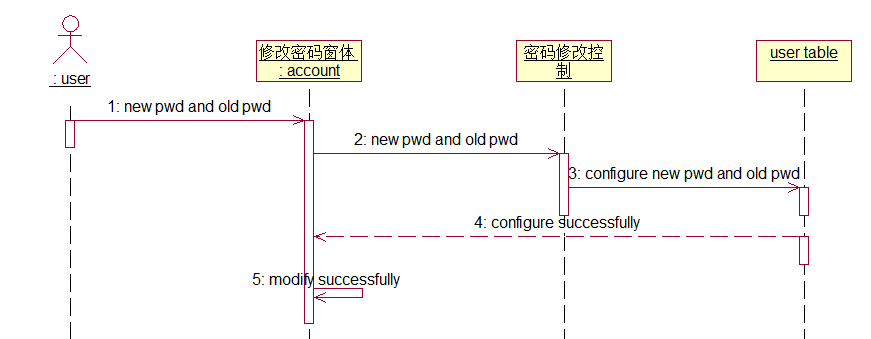 : user
修改密码窗体
: account
密码修改控
制
user table
1: new pwd and old pwd
2: new pwd and old pwd
3: configure new pwd and old pwd
4: configure successfully
5: modify successfully